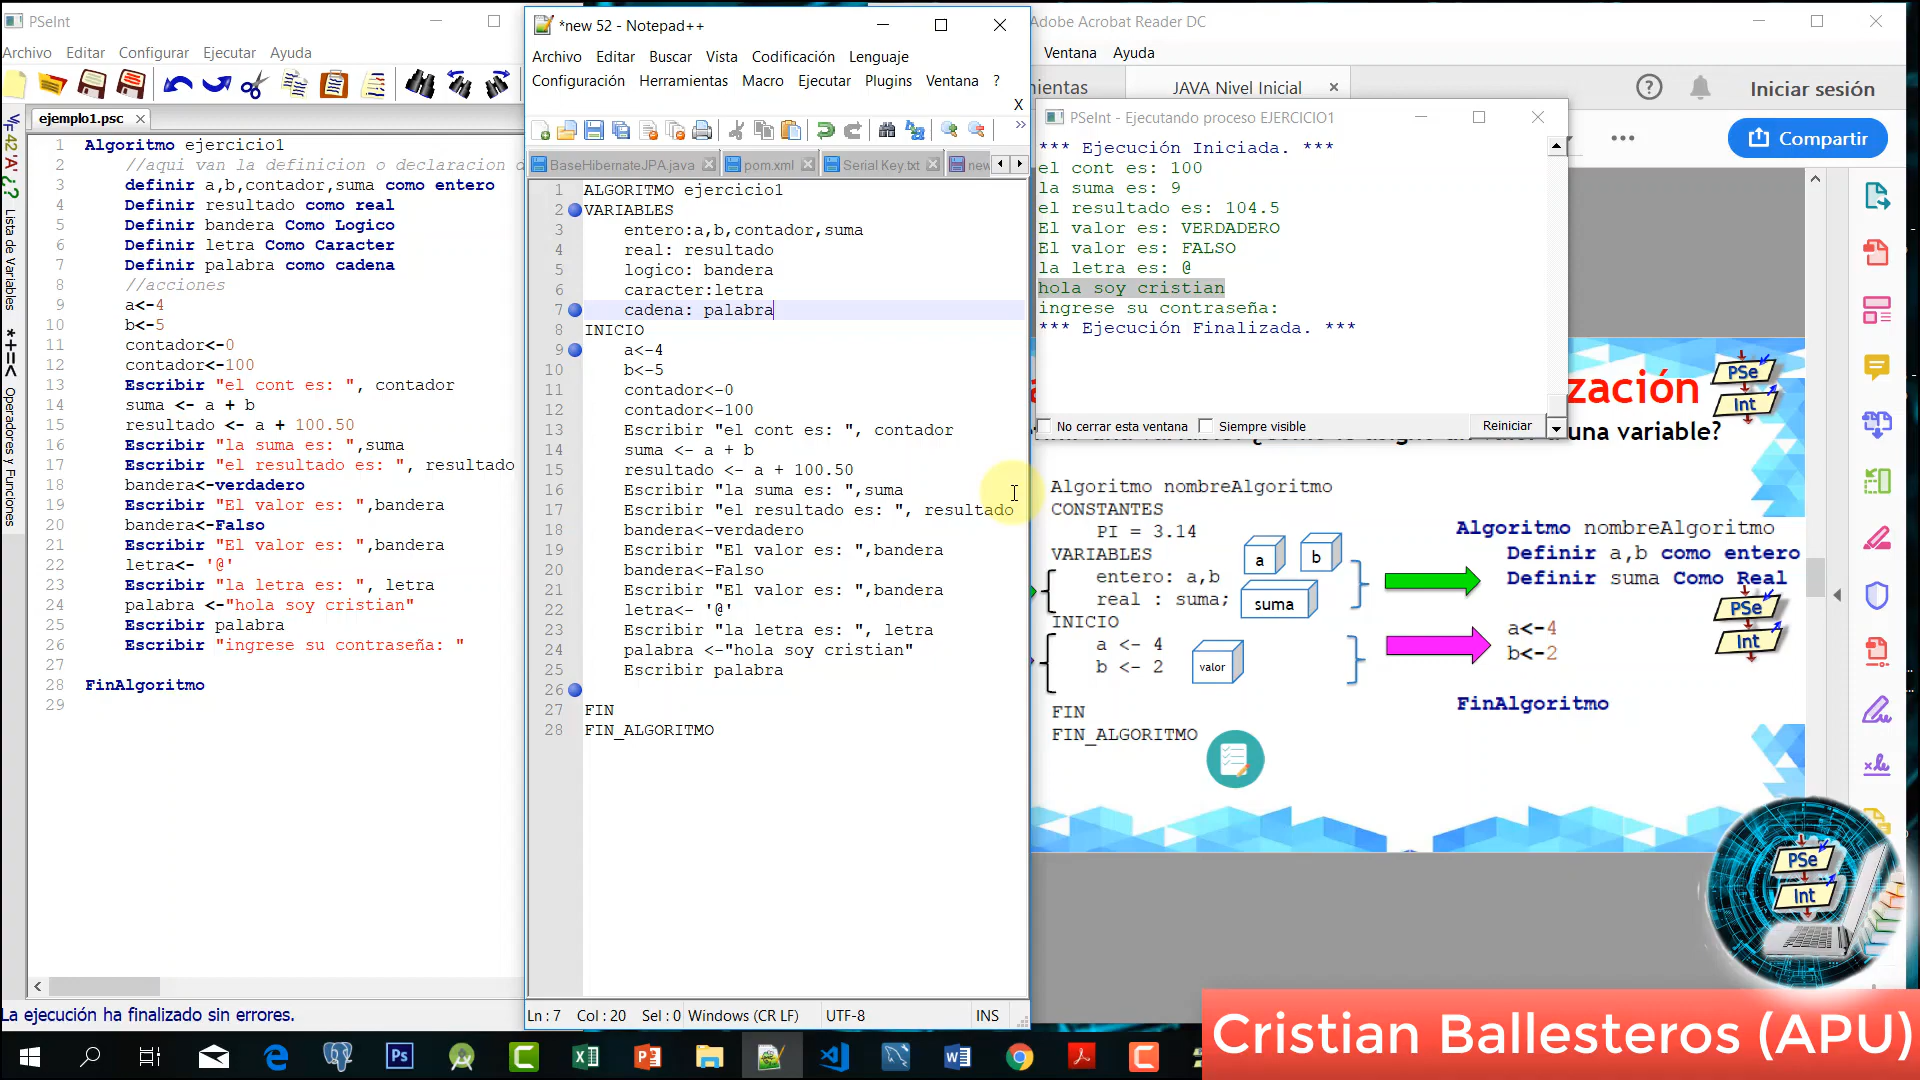 PSeInt
Archivo Editar Configurar Ejecutar Ayuda
ejemplo1.psc
Lista de Variables
Operadores y Funciones
1 Algoritmo ejercicio1
2 //aqui van la definicion o declaracion d
3 definir a,b,contador,suma como entero
4 Definir resultado como real
5 Definir bandera Como Logico
6 Definir letra Como Caracter
7 Definir palabra como cadena
8 //acciones
9 a<-4
10 b<-5
11 contador<-0
12 contador<-100
13 Escribir "el cont es: ", contador
14 suma <- a + b
15 resultado <- a + 100.50
16 Escribir "la suma es: ",suma
17 Escribir "el resultado es: ", resultado
18 bandera<-verdadero
19 Escribir "El valor es: ",bandera
20 bandera<-Falso
21 Escribir "El valor es: ",bandera
22 letra<- '@'
23 Escribir "la letra es: ", letra
24 palabra <-"hola soy cristian"
25 Escribir palabra
26 Escribir "ingrese su contraseña: "
27
28 FinAlgoritmo
29
La ejecución ha finalizado sin errores.
*new 52 - Notepad++
Archivo Editar Buscar Vista Codificación Lenguaje
Configuración Herramientas Macro Ejecutar Plugins Ventana ?
X
BaseHibernateJPA.java pom.xml Serial Key.txt new
1 ALGORITMO ejercicio1
2 VARIABLES
3 entero:a,b,contador,suma
4 real: resultado
5 logico: bandera
6 caracter:letra
7 cadena: palabra
8 INICIO
9 a<-4
10 b<-5
11 contador<-0
12 contador<-100
13 Escribir "el cont es: ", contador
14 suma <- a + b
15 resultado <- a + 100.50
16 Escribir "la suma es: ",suma
17 Escribir "el resultado es: ", resultado
18 bandera<-verdadero
19 Escribir "El valor es: ",bandera
20 bandera<-Falso
21 Escribir "El valor es: ",bandera
22 letra<- '@'
23 Escribir "la letra es: ", letra
24 palabra <-"hola soy cristian"
25 Escribir palabra
26
27 FIN
28 FIN_ALGORITMO
Ln : 7 Col : 20 Sel : 0 Windows (CR LF) UTF-8 INS
Adobe Acrobat Reader DC
Ventana Ayuda
mientas JAVA Nivel Inicial Iniciar sesión
Compartir
PSeInt - Ejecutando proceso EJERCICIO1
*** Ejecución Iniciada. ***
el cont es: 100
la suma es: 9
el resultado es: 104.5
El valor es: VERDADERO
El valor es: FALSO
la letra es: @
hola soy cristian
ingrese su contraseña:
*** Ejecución Finalizada. ***
No cerrar esta ventana Siempre visible Reiniciar
ización
PSe
Int
una variable?
Algoritmo nombreAlgoritmo
CONSTANTES
PI = 3.14
VARIABLES
entero: a,b
real : suma;
INICIO
a <- 4
b <- 2
FIN
FIN_ALGORITMO
a
b
suma
valor
Algoritmo nombreAlgoritmo
Definir a,b como entero
Definir suma Como Real
PSe
Int
a<-4
b<-2
FinAlgoritmo
PSe
Int
Cristian Ballesteros (APU)